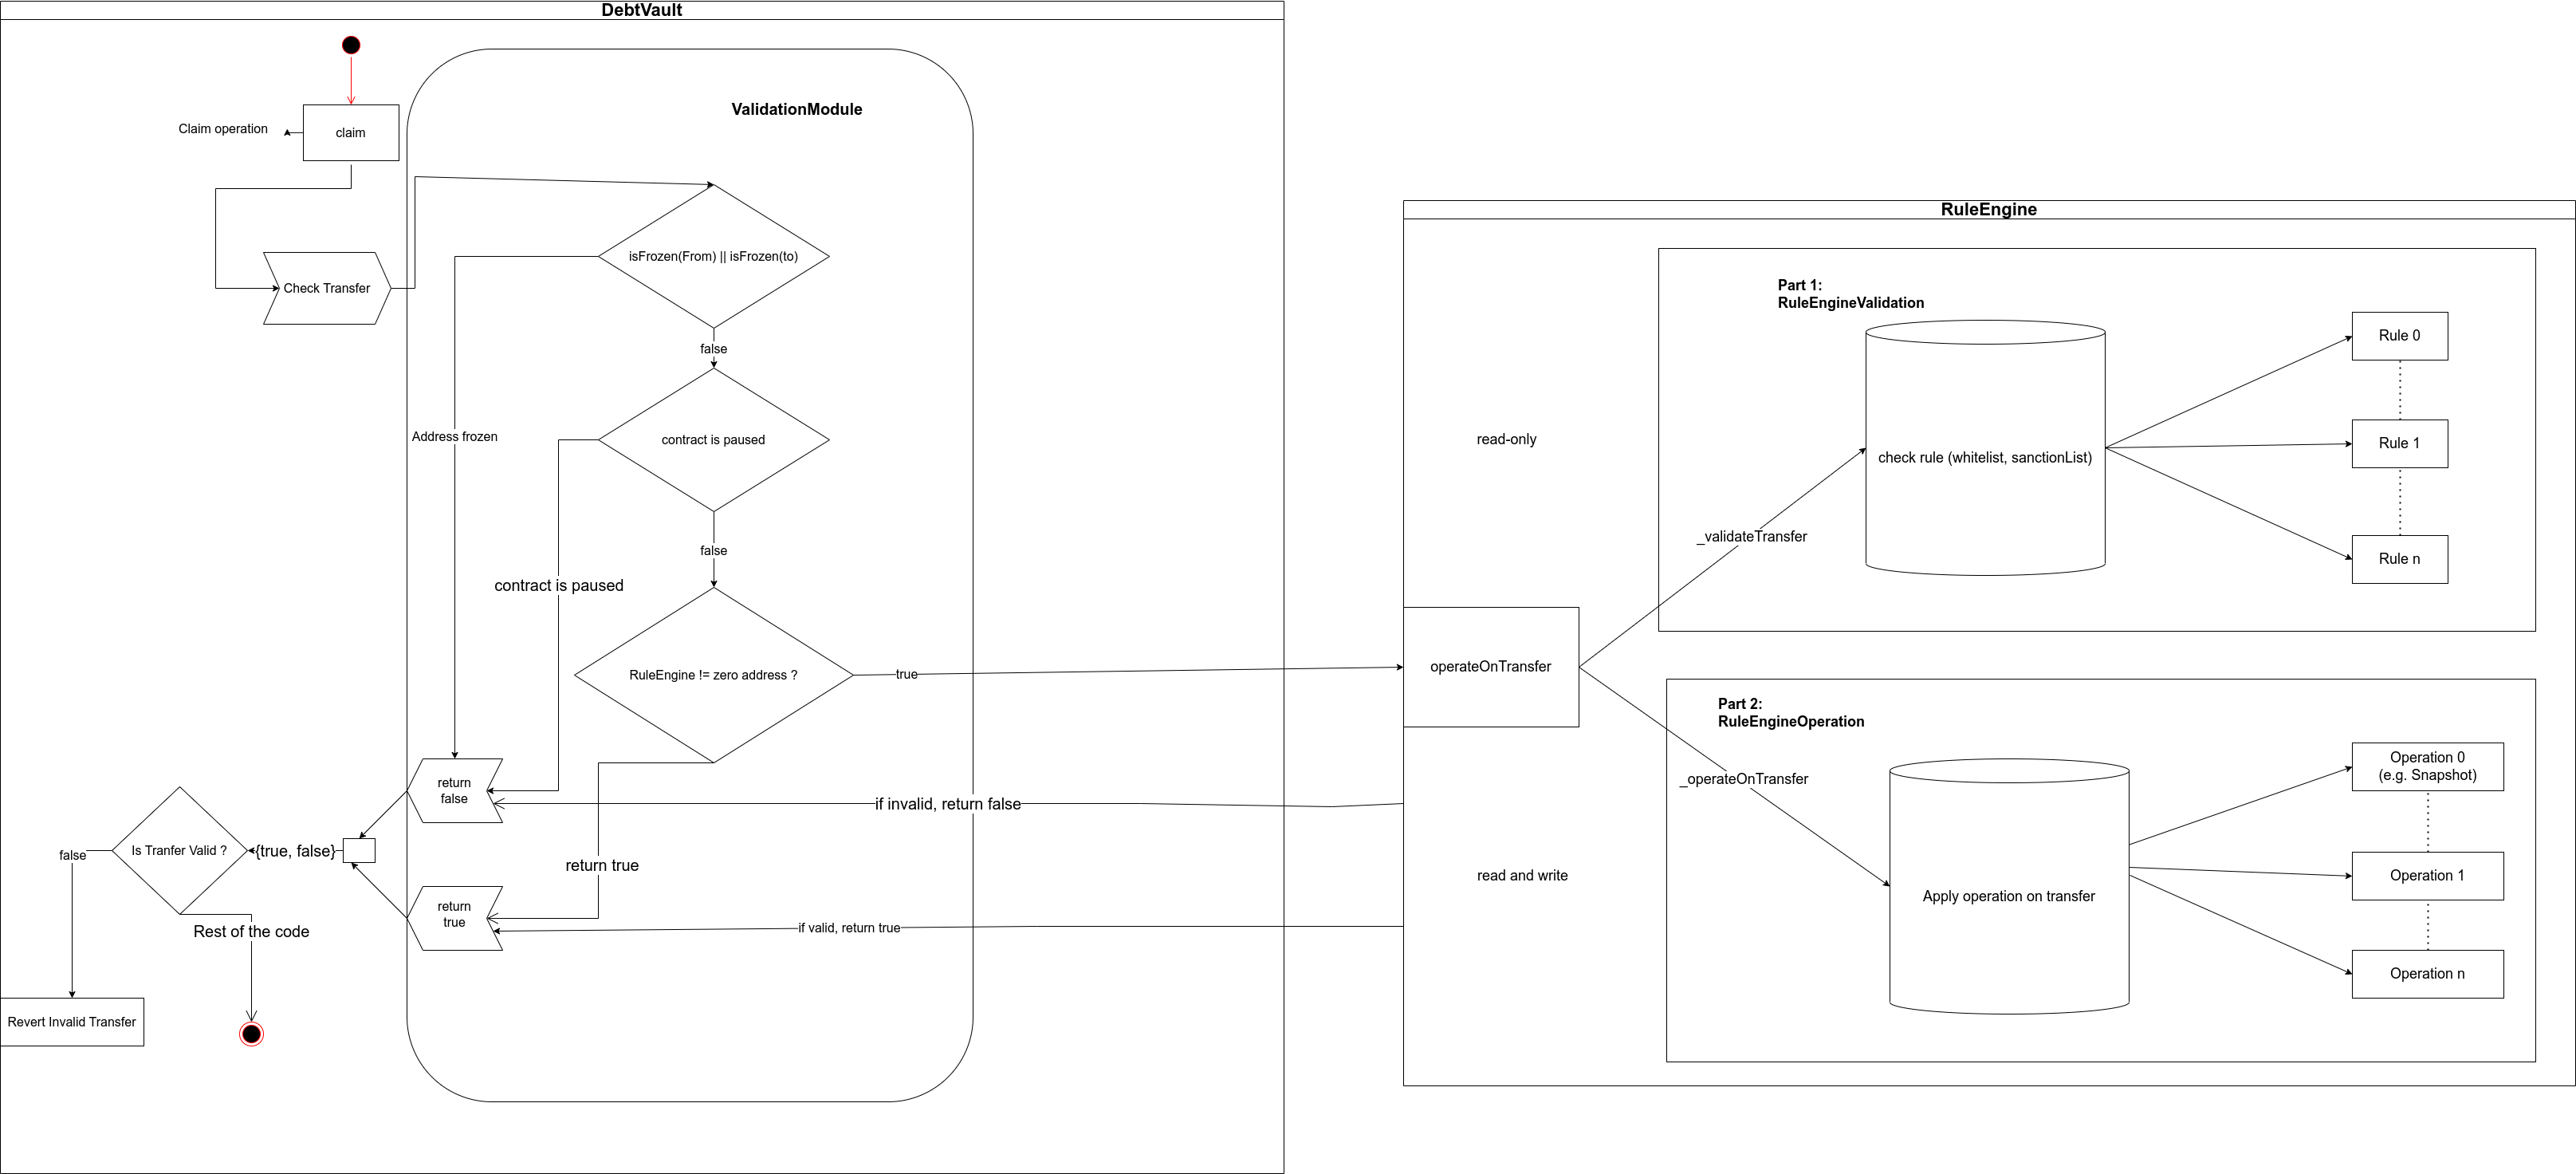 DebtVault
ValidationModule
Claim operation
claim
Check Transfer
isFrozen(From) || isFrozen(to)
false
Address frozen
contract is paused
false
contract is paused
RuleEngine != zero address ?
true
return
false
if invalid, return false
Is Tranfer Valid ?
{true, false}
false
return true
return
true
if valid, return true
Rest of the code
Revert Invalid Transfer
RuleEngine
Part 1:
RuleEngineValidation
read-only
check rule (whitelist, sanctionList)
Rule 0
Rule 1
Rule n
_validateTransfer
operateOnTransfer
Part 2:
RuleEngineOperation
_operateOnTransfer
read and write
Apply operation on transfer
Operation 0
(e.g. Snapshot)
Operation 1
Operation n